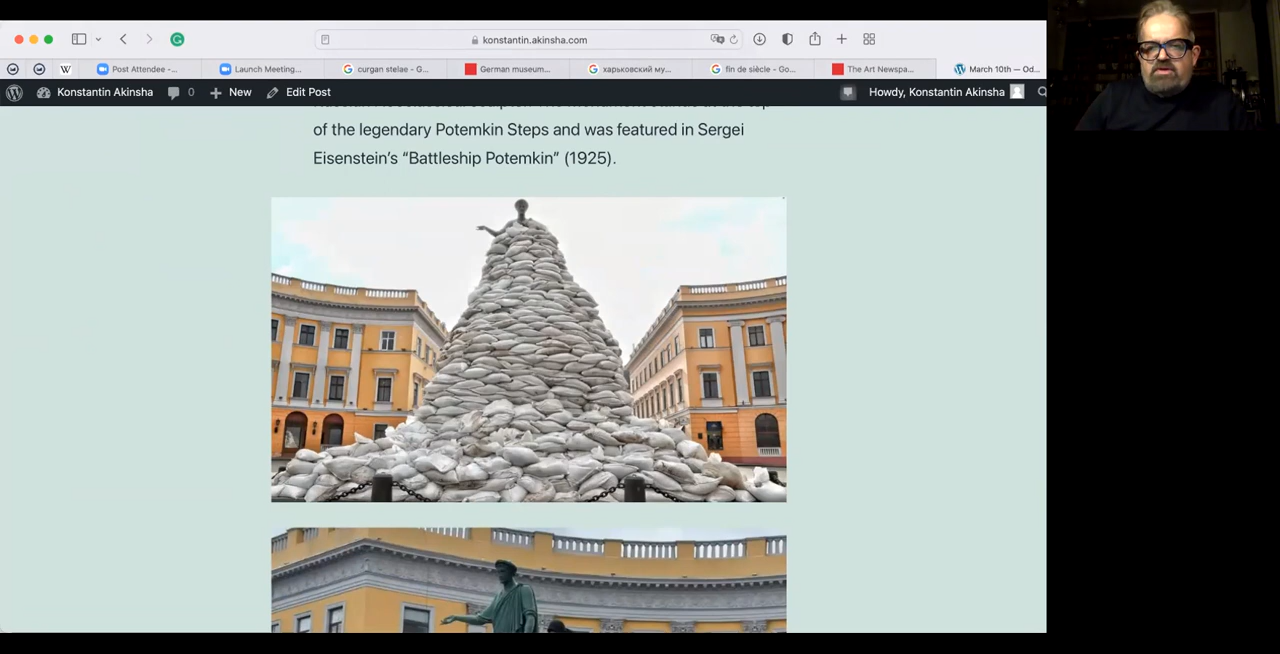 konstantin.akinsha.com
W
Post Attendee -...
Launch Meeting...
curgan stelae - G...
German museum...
харьковский му...
fin de siècle - Go...
The Art Newspa...
March 10th — Od...
Konstantin Akinsha
0
New
Edit Post
Howdy, Konstantin Akinsha
of the legendary Potemkin Steps and was featured in Sergei
Eisenstein's “Battleship Potemkin” (1925).